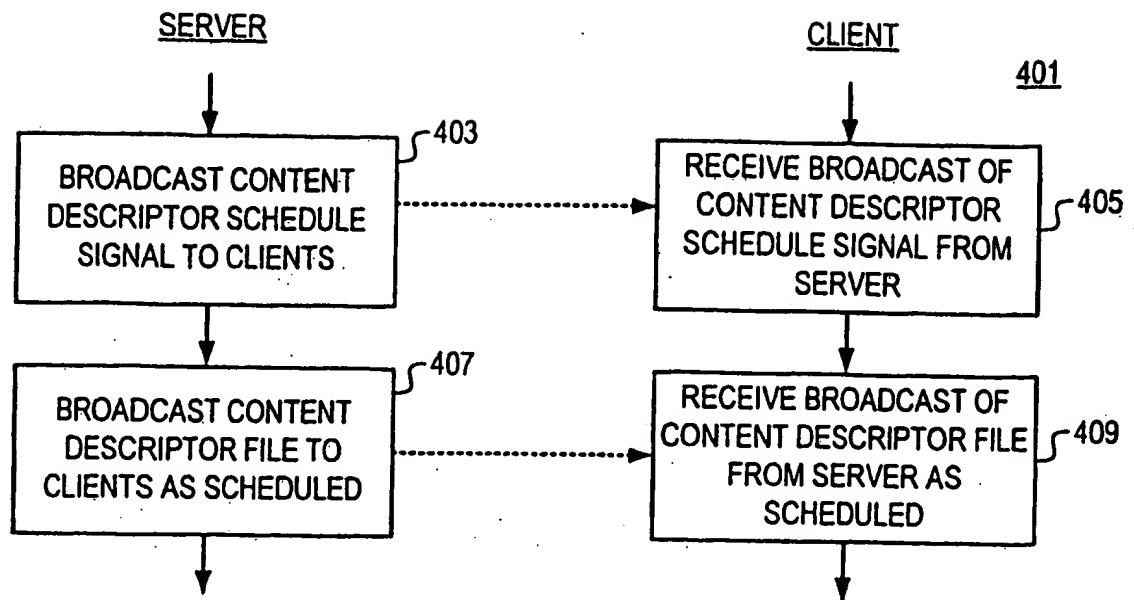 SERVER
CLIENT
401
403
BROADCAST CONTENT
DESCRIPTOR SCHEDULE
SIGNAL TO CLIENTS
RECEIVE BROADCAST OF
CONTENT DESCRIPTOR
SCHEDULE SIGNAL FROM
SERVER
405
407
BROADCAST CONTENT
DESCRIPTOR FILE TO
CLIENTS AS SCHEDULED
RECEIVE BROADCAST OF
CONTENT DESCRIPTOR FILE
FROM SERVER AS
SCHEDULED
409